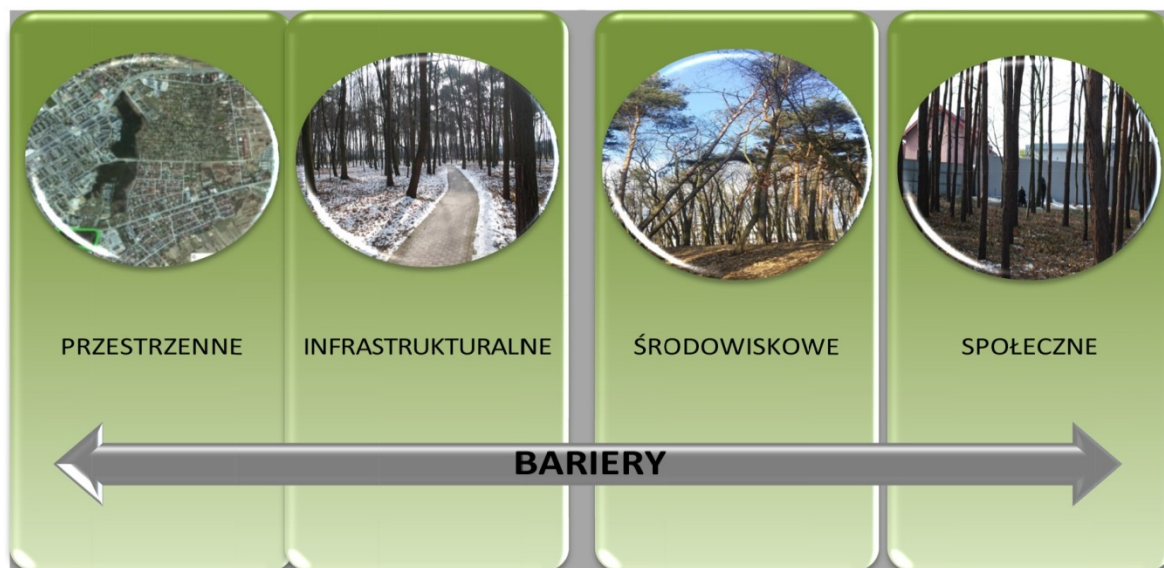 PRZESTRZENNE
INFRASTRUKTURALNE
ŚRODOWISKOWE
SPOŁECZNE
BARIERY